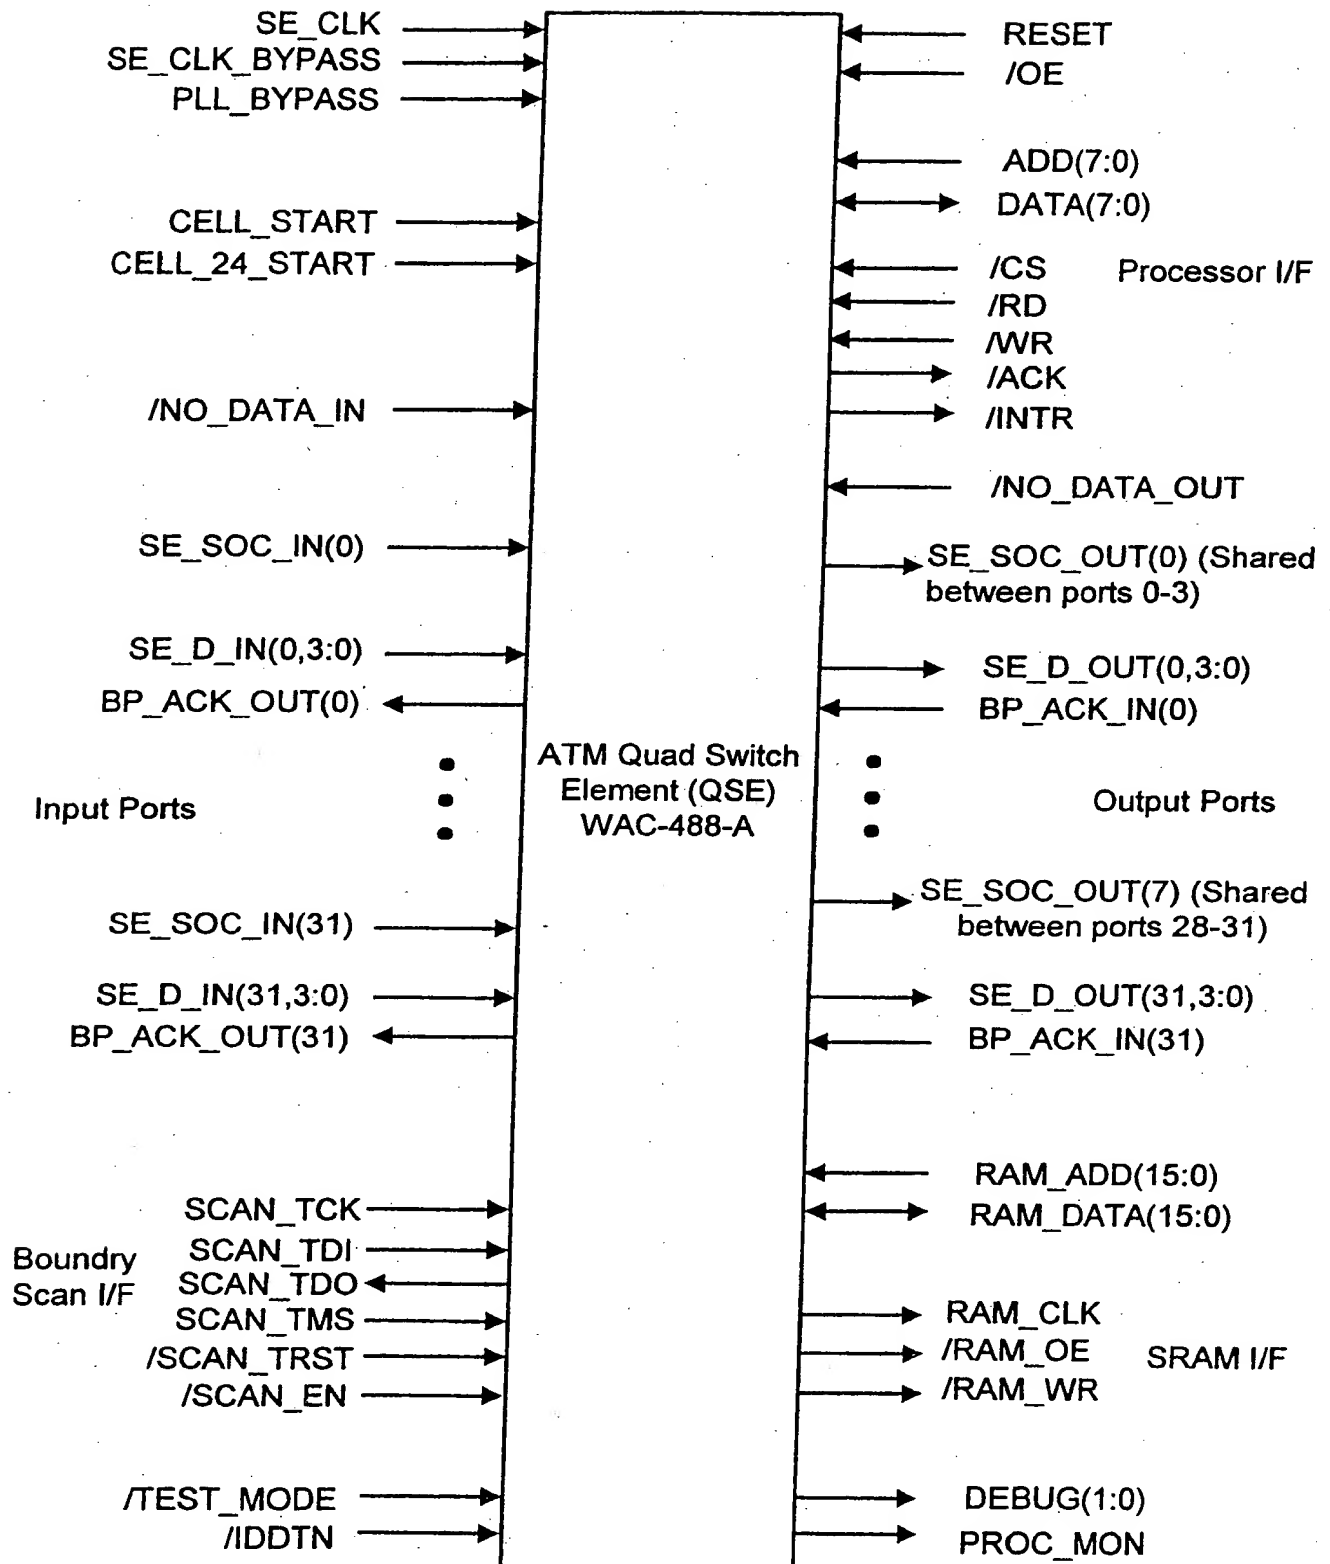 SE_CLK
SE_CLK_BYPASS
PLL_BYPASS
CELL_START
CELL_24_START
/NO_DATA_IN
SE_SOC_IN(0)
SE_D_IN(0,3:0)
BP_ACK_OUT(0)
Input Ports
SE_SOC_IN(31)
SE_D_IN(31,3:0)
BP_ACK_OUT(31)
SCAN_TCK
Boundry
Scan I/F
SCAN_TDI
SCAN_TDO
SCAN_TMS
/SCAN_TRST
/SCAN_EN
/TEST_MODE
/IDDTN
ATM Quad Switch
Element (QSE)
WAC-488-A
RESET
/OE
ADD(7:0)
DATA(7:0)
/CS
Processor I/F
/RD
/WR
/ACK
/INTR
/NO_DATA_OUT
SE_SOC_OUT(0) (Shared
between ports 0-3)
SE_D_OUT(0,3:0)
BP_ACK_IN(0)
Output Ports
SE_SOC_OUT(7) (Shared
between ports 28-31)
SE_D_OUT(31,3:0)
BP_ACK_IN(31)
RAM_ADD(15:0)
RAM_DATA(15:0)
RAM_CLK
/RAM_OE
SRAM I/F
/RAM_WR
DEBUG(1:0)
PROC_MON